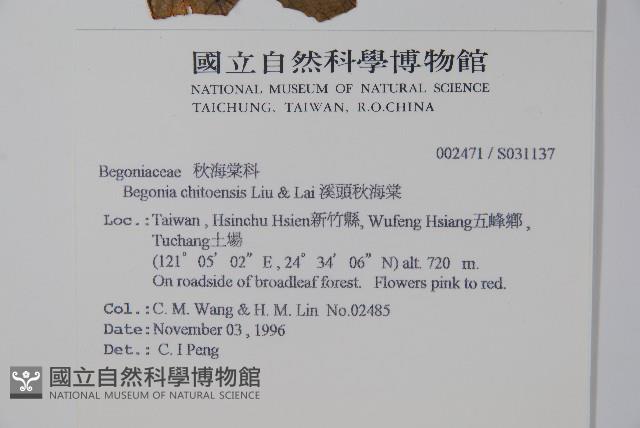 國立自然科學博物館
NATIONAL MUSEUM OF NATURAL SCIENCE
TAICHUNG, TAIWAN, R.O.CHINA
002471 / S031137
Begoniaceae 秋海棠科
Begonia chitoensis Liu & Lai 溪頭秋海棠
Loc.:Taiwan , Hsinchu Hsien新竹縣, Wufeng Hsiang五峰鄉 ,
Tuchang土場
(121° 05' 02" E , 24° 34' 06" N) alt. 720 m.
On roadside of broadleaf forest. Flowers pink to red.
Col.:C. M. Wang & H. M. Lin No.02485
Date:November 03 , 1996
Det.: C. I Peng
國立自然科學博物館
NATIONAL MUSEUM OF NATURAL SCIENCE